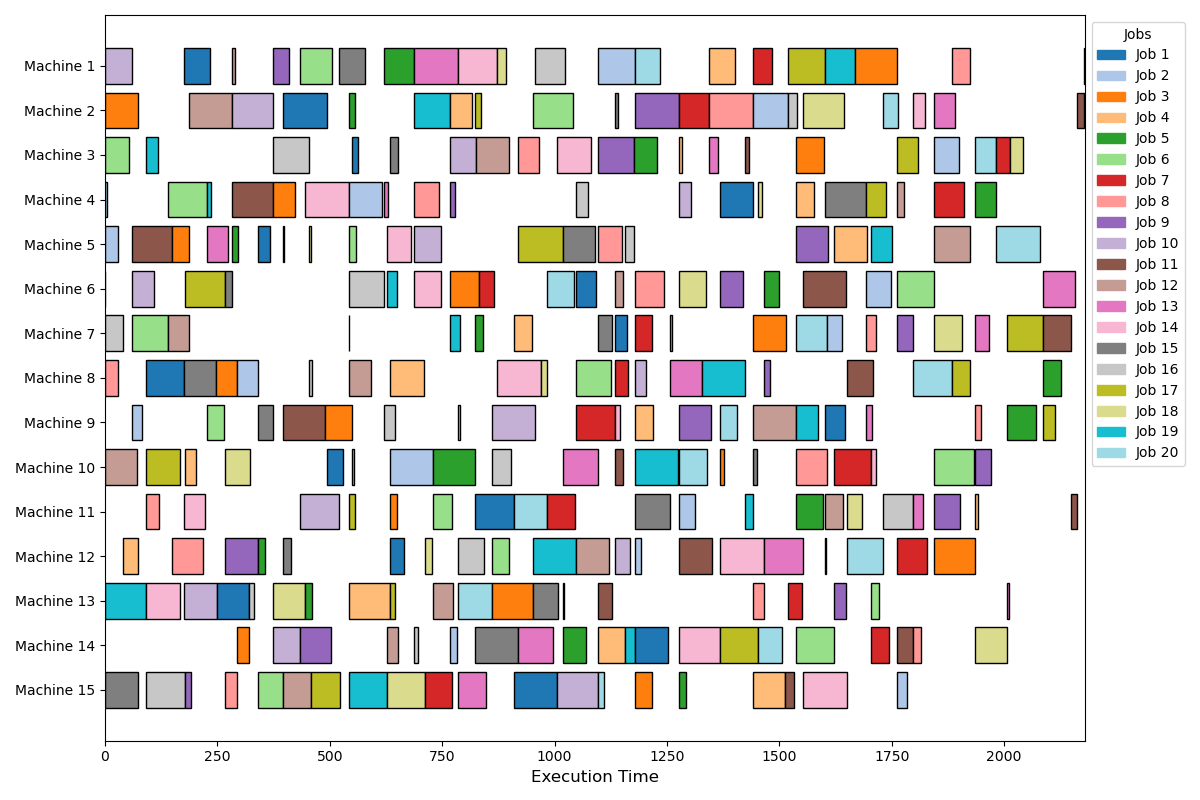 Machine 1
Machine 2
Machine 3
Machine 4
Machine 5
Machine 6
Machine 7
Machine 8
Machine 9
Machine 10
Machine 11
Machine 12
Machine 13
Machine 14
Machine 15
0 250 500 750 1000 1250 1500 1750 2000
Execution Time
Jobs
Job 1
Job 2
Job 3
Job 4
Job 5
Job 6
Job 7
Job 8
Job 9
Job 10
Job 11
Job 12
Job 13
Job 14
Job 15
Job 16
Job 17
Job 18
Job 19
Job 20